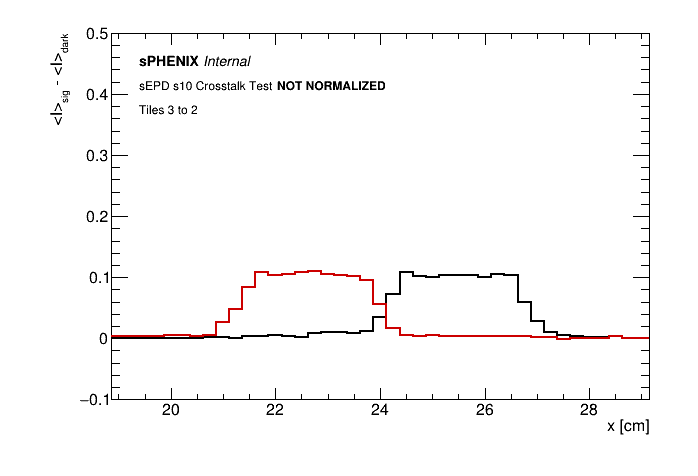 <I>sig - <I>dark
0.5
sPHENIX Internal
sEPD s10 Crosstalk Test NOT NORMALIZED
0.4
Tiles 3 to 2
0.3
0.2
0.1
0
−0.1
20 22 24 26 28
x [cm]